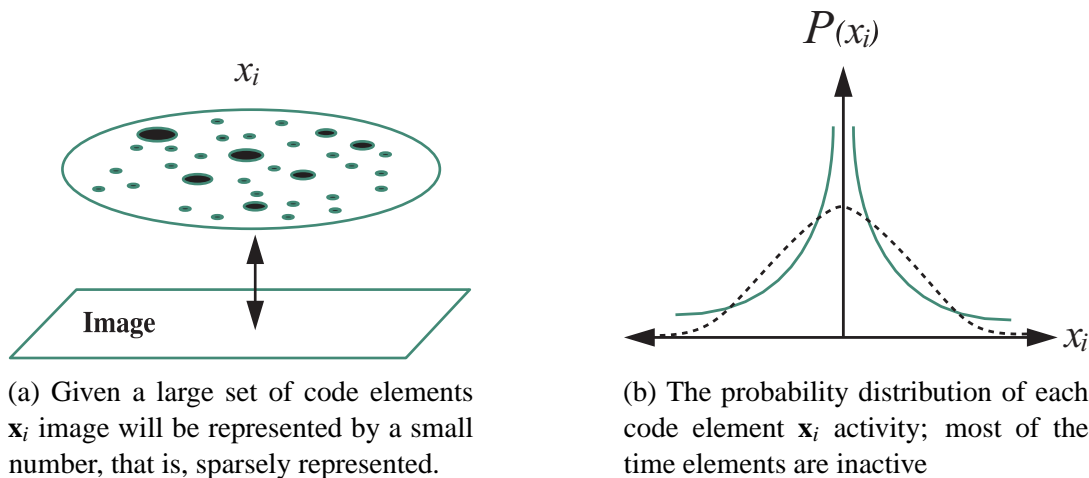 x_i
Image
(a) Given a large set of code elements
x_i image will be represented by a small
number, that is, sparsely represented.
P(x_i)
x_i
(b) The probability distribution of each
code element x_i activity; most of the
time elements are inactive